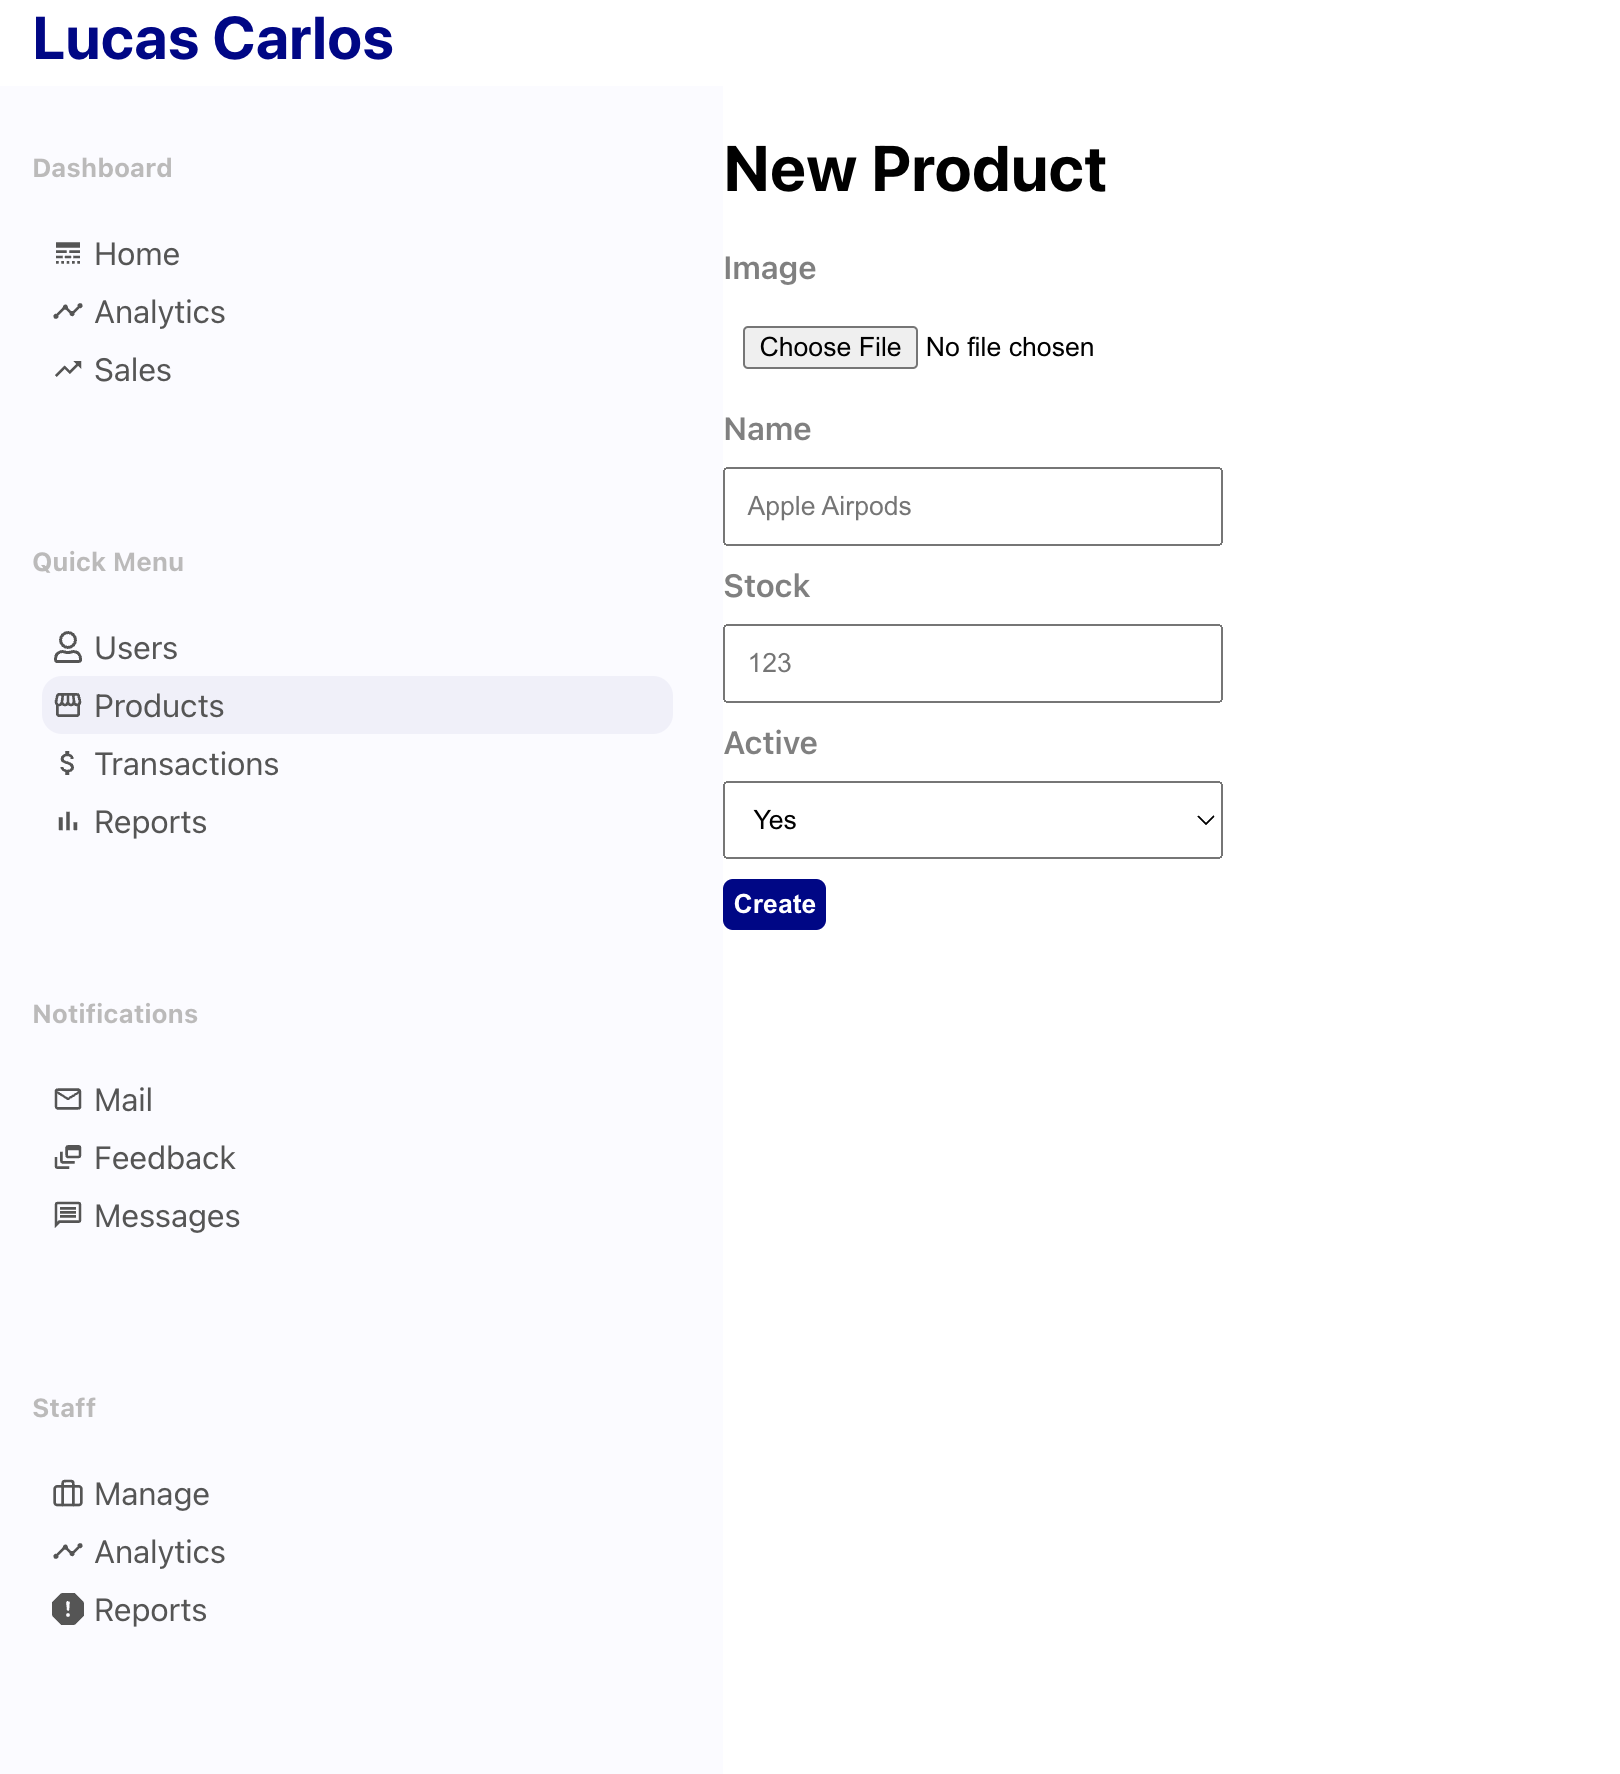 Lucas Carlos
Dashboard
Home
Analytics
Sales
Quick Menu
Users
Products
Transactions
Reports
Notifications
Mail
Feedback
Messages
Staff
Manage
Analytics
Reports
New Product
Image
Choose File No file chosen
Name
Apple Airpods
Stock
123
Active
Yes
Create